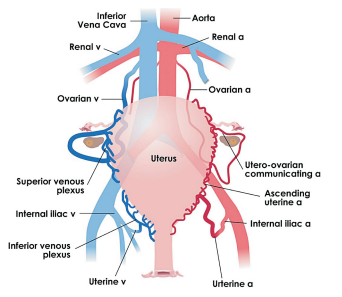 Inferior
Vena Cava
Aorta
Renal v
Renal a
Ovarian v
Ovarian a
Uterus
Utero-ovarian
communicating a
Superior venous
plexus
Ascending
uterine a
Internal iliac v
Internal iliac a
Inferior venous
plexus
Uterine v
Urterine a